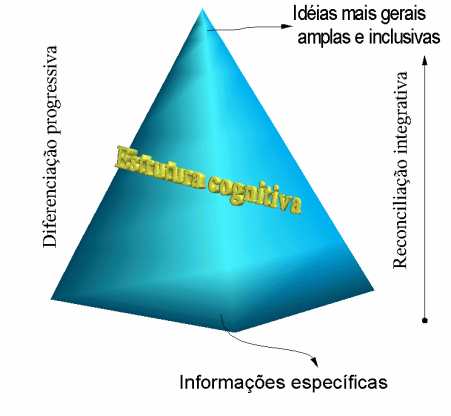 Idéias mais gerais
amplas e inclusivas
Diferenciação progressiva
Estrutura cognitiva
Reconciliação integrativa
Informações específicas